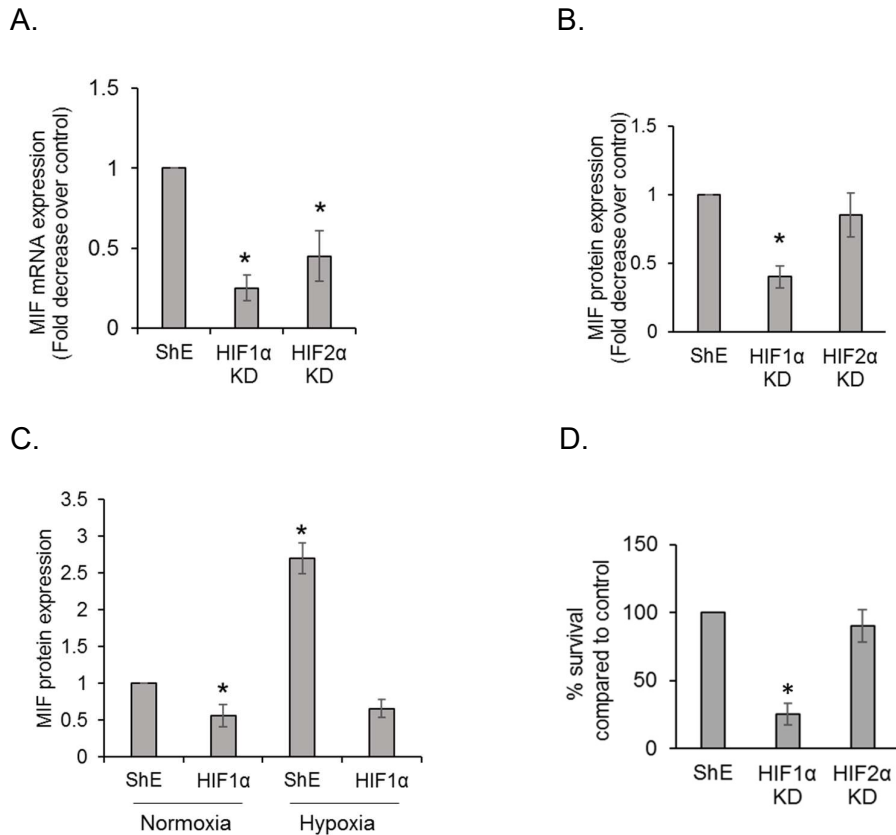 A.
MIF mRNA expression
(Fold decrease over control)
1.5
1
0.5
0
*
*
ShE
HIF1α
KD
HIF2α
KD
B.
MIF protein expression
(Fold decrease over control)
1.5
1
0.5
0
*
ShE
HIF1α
KD
HIF2α
KD
C.
MIF protein expression
3.5
3
2.5
2
1.5
1
0.5
0
*
*
ShE
HIF1α
ShE
HIF1α
Normoxia
Hypoxia
D.
% survival
compared to control
150
100
50
0
*
ShE
HIF1α
KD
HIF2α
KD